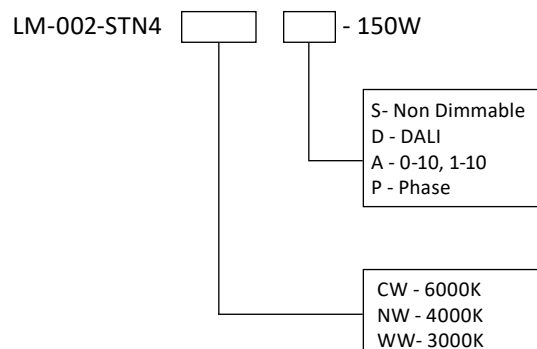 LM-002-STN4 - 150W
S- Non Dimmable
D - DALI
A - 0-10, 1-10
P - Phase
CW - 6000K
NW - 4000K
WW- 3000K